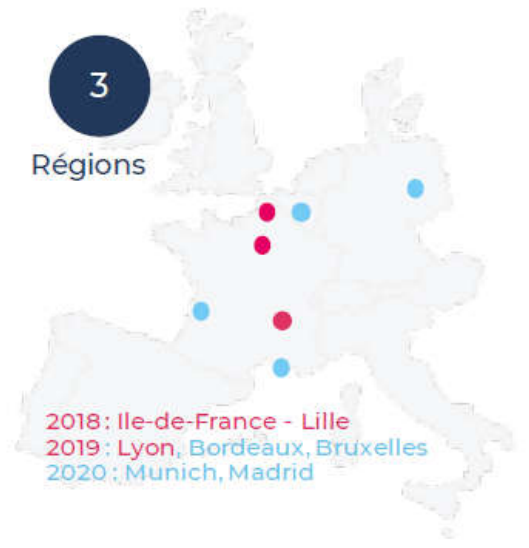 3
Régions
2018 : Ile-de-France - Lille
2019 : Lyon, Bordeaux, Bruxelles
2020 : Munich, Madrid